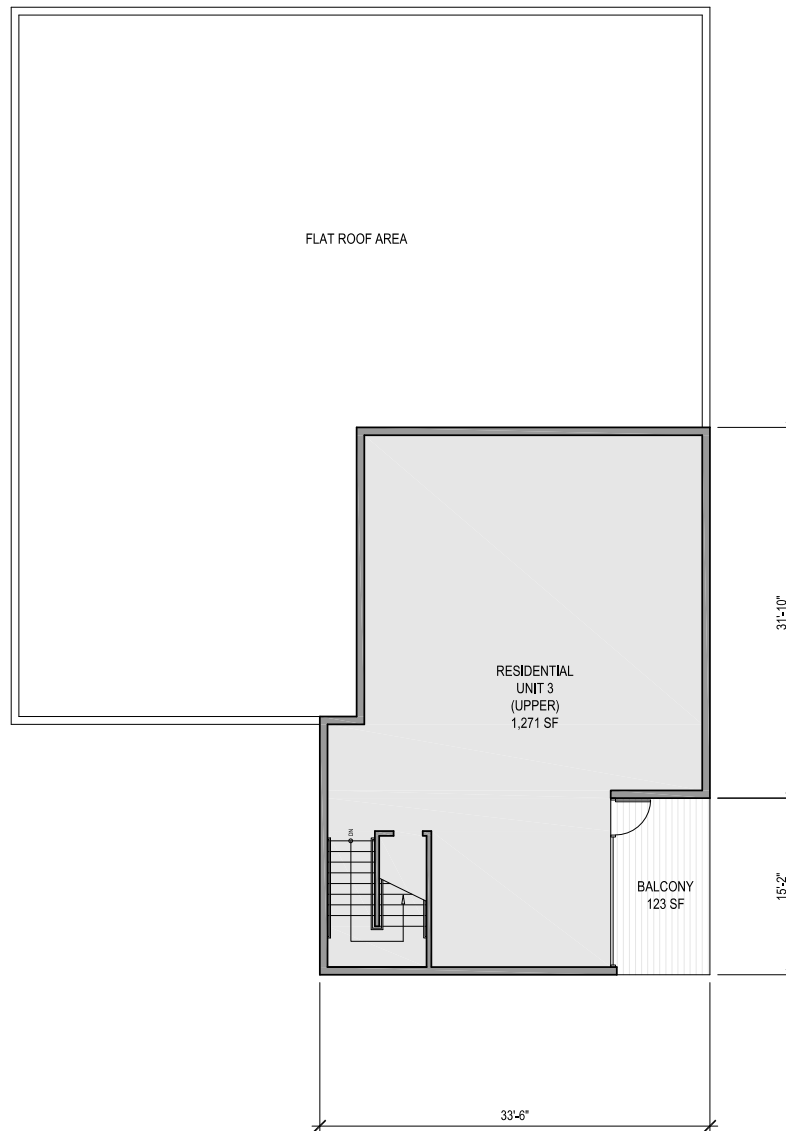 FLAT ROOF AREA
31'-10"
RESIDENTIAL
UNIT 3
(UPPER)
1,271 SF
DN
BALCONY
123 SF
15'-2"
33'-6"